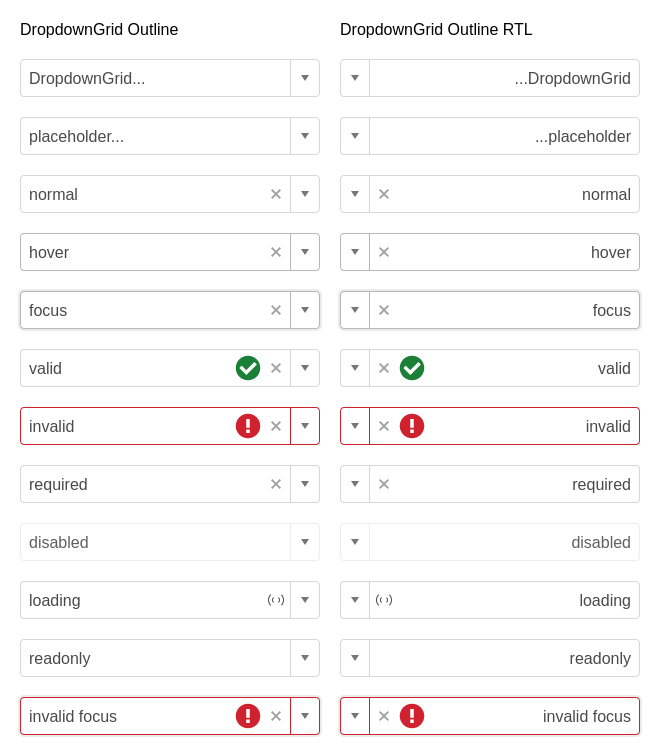 DropdownGrid Outline
DropdownGrid Outline RTL
DropdownGrid...
...DropdownGrid
placeholder...
...placeholder
normal
normal
hover
hover
focus
focus
valid
valid
invalid
invalid
required
required
disabled
disabled
loading
loading
readonly
readonly
invalid focus
invalid focus